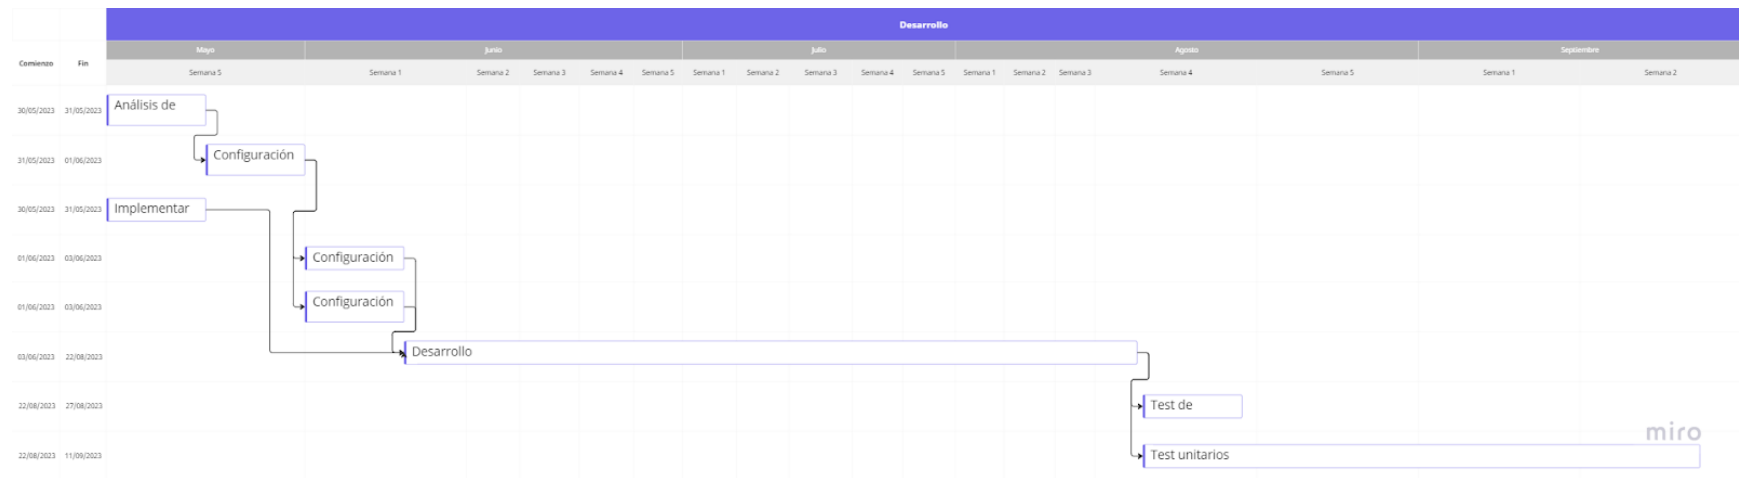 Desarrollo
Mayo Junio Julio Agosto Septiembre
Comienzo Fin
Semana 5 Semana 1 Semana 2 Semana 3 Semana 4 Semana 5 Semana 1 Semana 2 Semana 3 Semana 4 Semana 5 Semana 1 Semana 2 Semana 3 Semana 4 Semana 5 Semana 1 Semana 2
30/05/2023 31/05/2023 Análisis de
31/05/2023 01/06/2023 Configuración
30/05/2023 31/05/2023 Implementar
01/06/2023 03/06/2023 Configuración
01/06/2023 03/06/2023 Configuración
03/06/2023 22/08/2023 Desarrollo
22/08/2023 27/08/2023 Test de
miro
22/08/2023 11/09/2023 Test unitarios